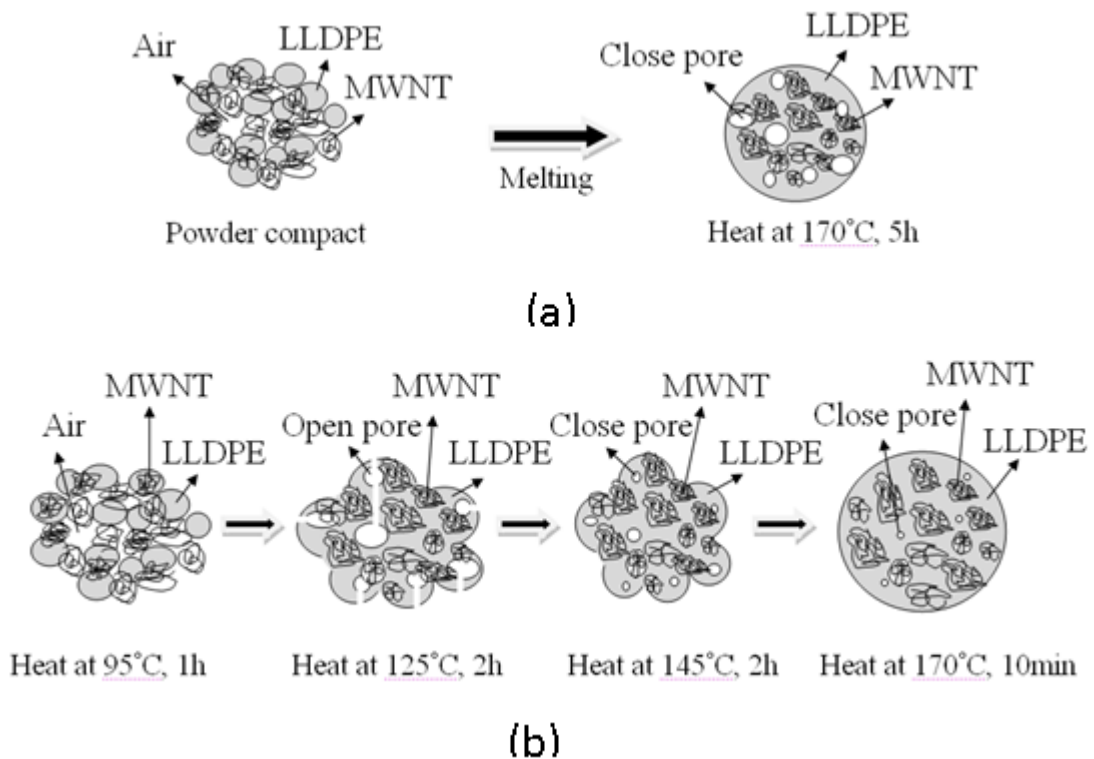 Air
LLDPE
MWNT
Powder compact
Melting
LLDPE
Close pore
MWNT
Heat at 170°C, 5h
(a)
MWNT
Air
LLDPE
Heat at 95°C, 1h
MWNT
Open pore
LLDPE
Heat at 125°C, 2h
MWNT
Close pore
LLDPE
Heat at 145°C, 2h
MWNT
Close pore
LLDPE
Heat at 170°C, 10min
(b)